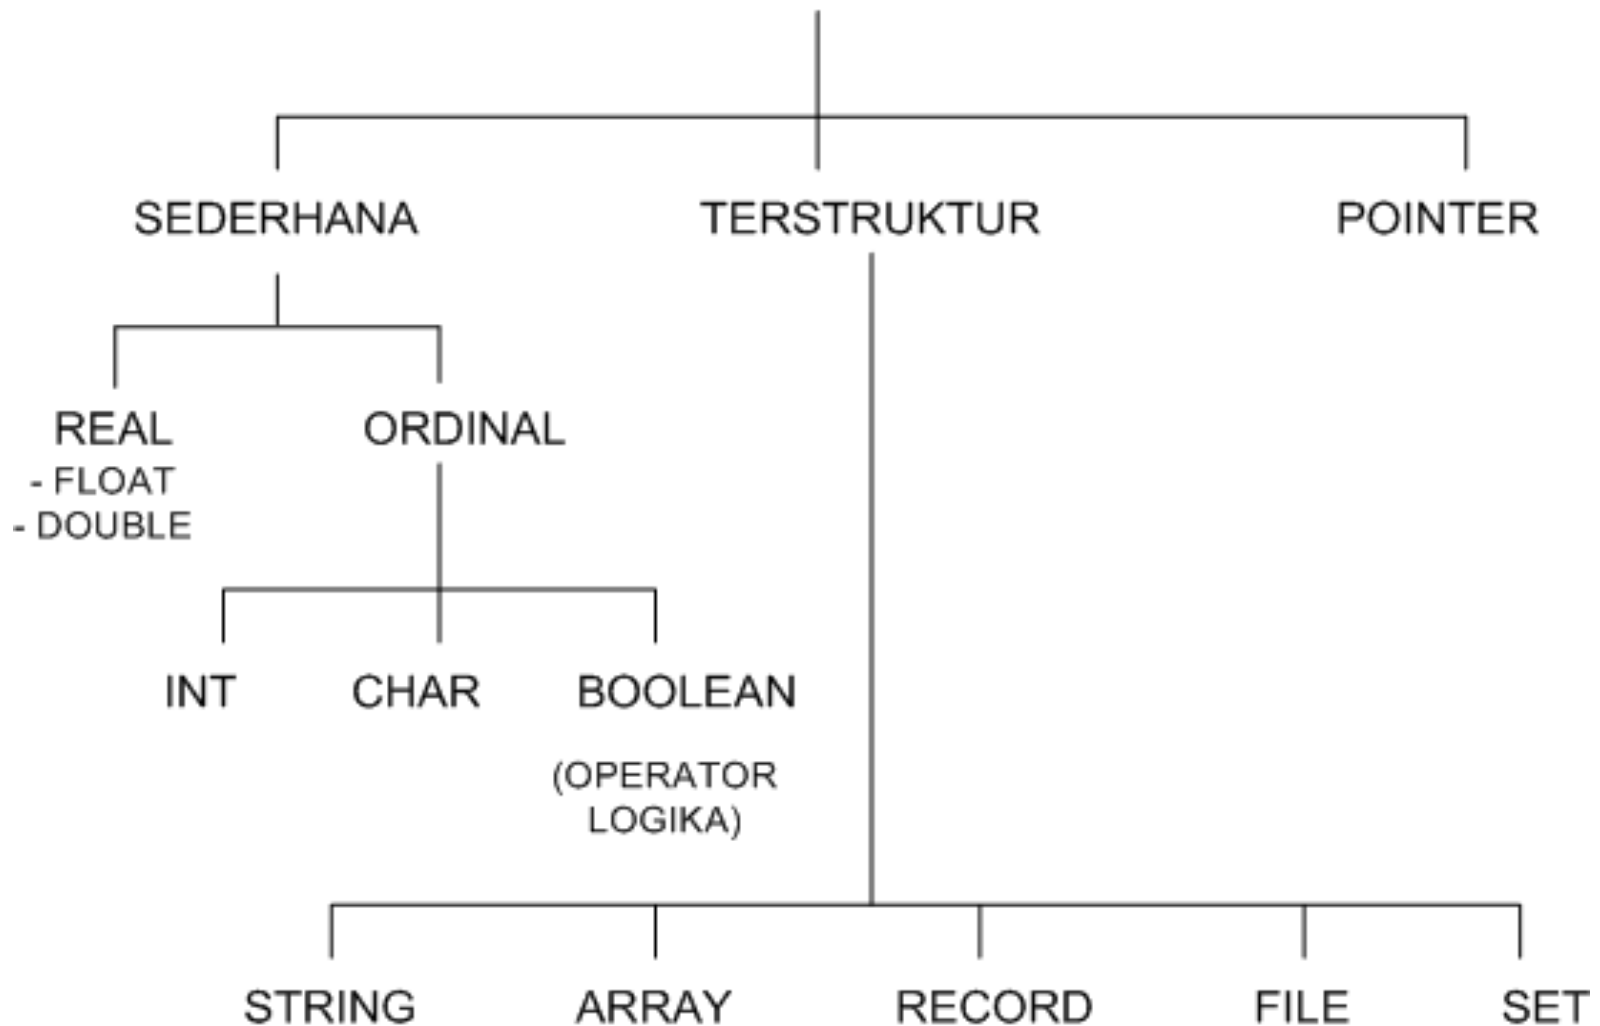 SEDERHANA
TERSTRUKTUR
POINTER
REAL
- FLOAT
- DOUBLE
ORDINAL
INT
CHAR
BOOLEAN
(OPERATOR
LOGIKA)
STRING
ARRAY
RECORD
FILE
SET